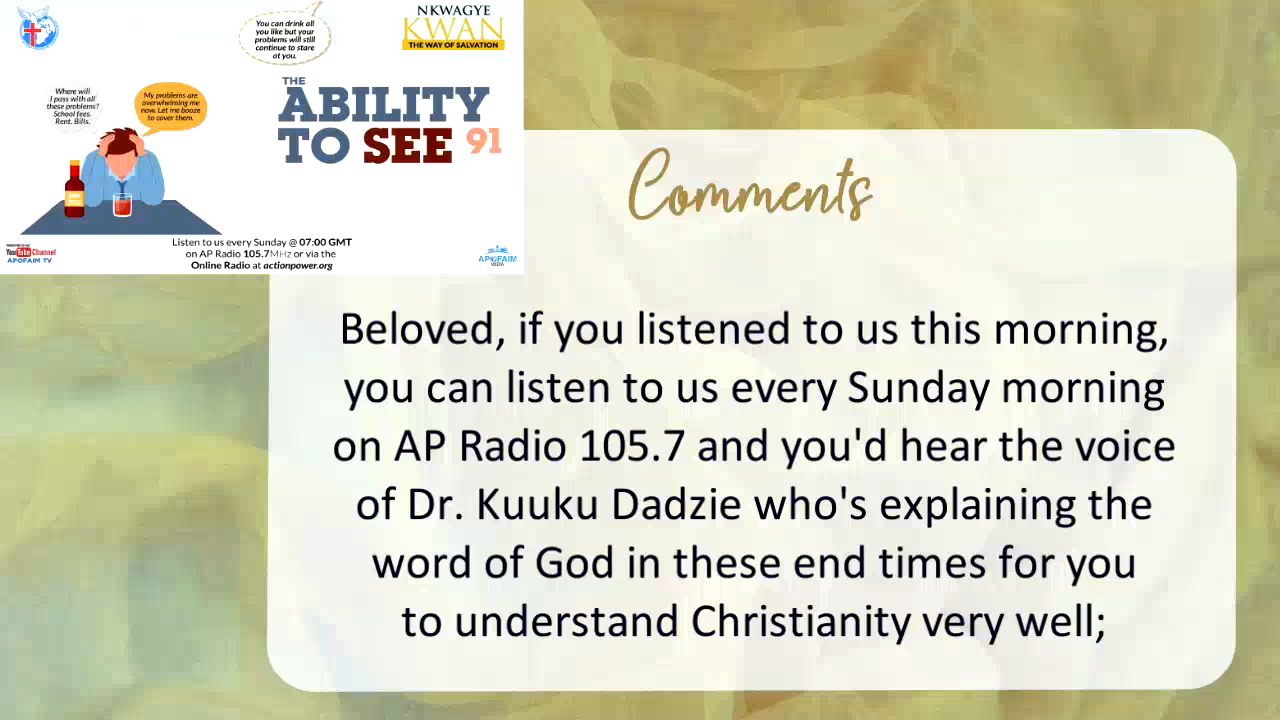 You can drink all
you like but your
problems will still
continue to stare
at you.
NKWAGYE
KWAN
THE WAY OF SALVATION
Where will
I pass with all
these problems?
School fees.
Rent. Bills.
My problems are
overwhelming me
now. Let me booze
to cover them.
THE
ABILITY
TO SEE 91
YouTube Channel
APOFAIM TV
Listen to us every Sunday @ 07:00 GMT
on AP Radio 105.7MHz or via the
Online Radio at actionpower.org
APOFAIM
MEDIA
Comments
Beloved, if you listened to us this morning,
you can listen to us every Sunday morning
on AP Radio 105.7 and you'd hear the voice
of Dr. Kuuku Dadzie who's explaining the
word of God in these end times for you
to understand Christianity very well;